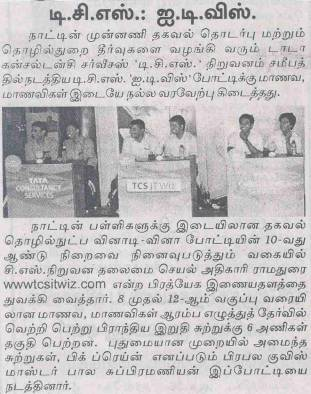 டி.சி.எஸ்.: ஐ.டி.விஸ்.
நாட்டின் முன்னணி தகவல் தொடர்பு மற்றும்
தொழில்துறை தீர்வுகளை வழங்கி வரும் டாடா
கன்சல்டன்சி சர்வீசஸ் 'டி.சி.எஸ்.' நிறுவனம் சமீபத்
தில் நடத்திய டி.சி.எஸ். 'ஐ.டி.விஸ்' போட்டிக்கு மாணவ,
மாணவிகள் இடையே நல்ல வரவேற்பு கிடைத்தது.
TATA
CONSULTANCY
SERVICES
TCS IT WIZ
நாட்டின் பள்ளிகளுக்கு இடையிலான தகவல்
தொழில்நுட்ப வினாடி-வினா போட்டியின் 10-வது
ஆண்டு நிறைவை நினைவுபடுத்தும் வகையில்
சி.எஸ்.நிறுவன தலைமை செயல் அதிகாரி ராமதுரை
www.tcsitwiz.com என்ற பிரத்யேக இணையதளத்தை
துவக்கி வைத்தார். 8 முதல் 12-ஆம் வகுப்பு வரையி
லான மாணவ, மாணவிகள் ஆரம்ப எழுத்துத் தேர்வில்
வெற்றி பெற்று பிராந்திய இறுதி சுற்றுக்கு 6 அணிகள்
தகுதி பெற்றன. புதுமையான முறையில் அமைந்த
சுற்றுகள், பிக் ப்ரெய்ன் எனப்படும் பிரபல குவிஸ்
மாஸ்டர் பால சுப்பிரமணியன் இப்போட்டியை
நடத்தினார்.